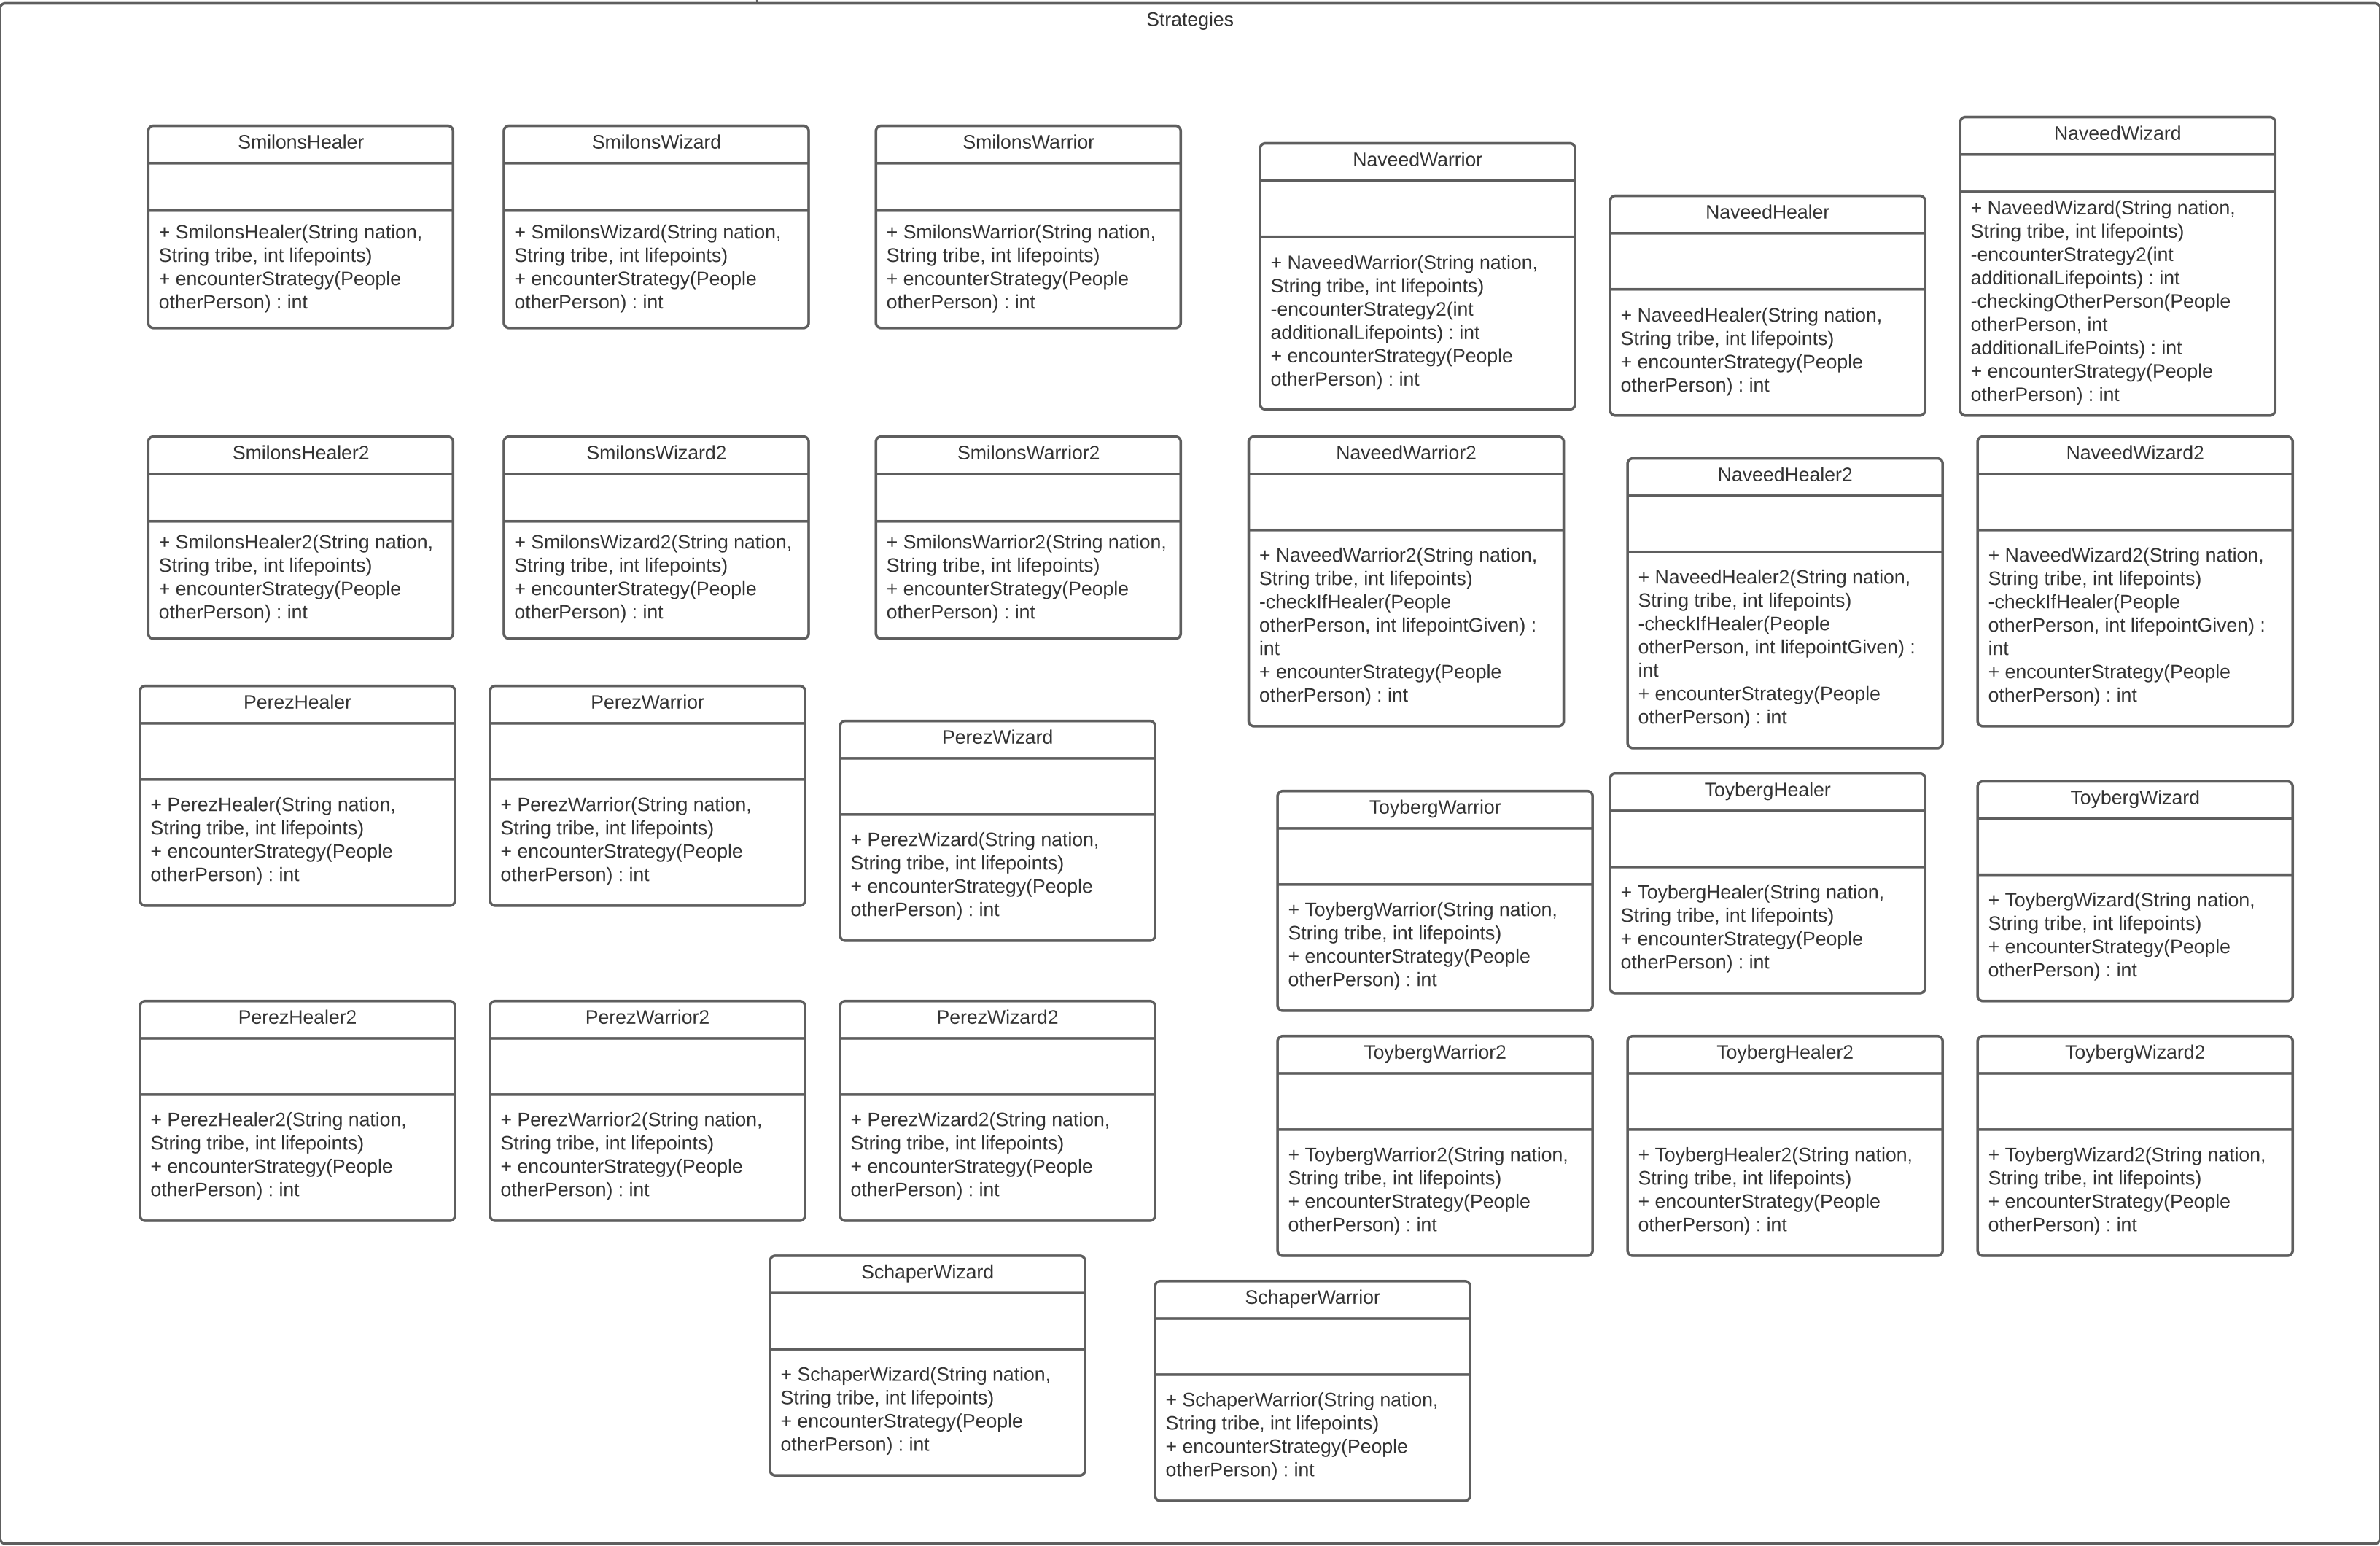 Strategies
SmilonsHealer
+ SmilonsHealer(String nation,
String tribe, int lifepoints)
+ encounterStrategy(People
otherPerson) : int
SmilonsWizard
+ SmilonsWizard(String nation,
String tribe, int lifepoints)
+ encounterStrategy(People
otherPerson) : int
SmilonsWarrior
+ SmilonsWarrior(String nation,
String tribe, int lifepoints)
+ encounterStrategy(People
otherPerson) : int
NaveedWarrior
+ NaveedWarrior(String nation,
String tribe, int lifepoints)
-encounterStrategy2(int
additionalLifepoints) : int
+ encounterStrategy(People
otherPerson) : int
NaveedHealer
+ NaveedHealer(String nation,
String tribe, int lifepoints)
+ encounterStrategy(People
otherPerson) : int
NaveedWizard
+ NaveedWizard(String nation,
String tribe, int lifepoints)
-encounterStrategy2(int
additionalLifepoints) : int
-checkingOtherPerson(People
otherPerson, int
additionalLifePoints) : int
+ encounterStrategy(People
otherPerson) : int
SmilonsHealer2
+ SmilonsHealer2(String nation,
String tribe, int lifepoints)
+ encounterStrategy(People
otherPerson) : int
SmilonsWizard2
+ SmilonsWizard2(String nation,
String tribe, int lifepoints)
+ encounterStrategy(People
otherPerson) : int
SmilonsWarrior2
+ SmilonsWarrior2(String nation,
String tribe, int lifepoints)
+ encounterStrategy(People
otherPerson) : int
NaveedWarrior2
+ NaveedWarrior2(String nation,
String tribe, int lifepoints)
-checkIfHealer(People
otherPerson, int lifepointGiven) :
int
+ encounterStrategy(People
otherPerson) : int
NaveedHealer2
+ NaveedHealer2(String nation,
String tribe, int lifepoints)
-checkIfHealer(People
otherPerson, int lifepointGiven) :
int
+ encounterStrategy(People
otherPerson) : int
NaveedWizard2
+ NaveedWizard2(String nation,
String tribe, int lifepoints)
-checkIfHealer(People
otherPerson, int lifepointGiven) :
int
+ encounterStrategy(People
otherPerson) : int
PerezHealer
+ PerezHealer(String nation,
String tribe, int lifepoints)
+ encounterStrategy(People
otherPerson) : int
PerezWarrior
+ PerezWarrior(String nation,
String tribe, int lifepoints)
+ encounterStrategy(People
otherPerson) : int
PerezWizard
+ PerezWizard(String nation,
String tribe, int lifepoints)
+ encounterStrategy(People
otherPerson) : int
ToybergWarrior
+ ToybergWarrior(String nation,
String tribe, int lifepoints)
+ encounterStrategy(People
otherPerson) : int
ToybergHealer
+ ToybergHealer(String nation,
String tribe, int lifepoints)
+ encounterStrategy(People
otherPerson) : int
ToybergWizard
+ ToybergWizard(String nation,
String tribe, int lifepoints)
+ encounterStrategy(People
otherPerson) : int
PerezHealer2
+ PerezHealer2(String nation,
String tribe, int lifepoints)
+ encounterStrategy(People
otherPerson) : int
PerezWarrior2
+ PerezWarrior2(String nation,
String tribe, int lifepoints)
+ encounterStrategy(People
otherPerson) : int
PerezWizard2
+ PerezWizard2(String nation,
String tribe, int lifepoints)
+ encounterStrategy(People
otherPerson) : int
ToybergWarrior2
+ ToybergWarrior2(String nation,
String tribe, int lifepoints)
+ encounterStrategy(People
otherPerson) : int
ToybergHealer2
+ ToybergHealer2(String nation,
String tribe, int lifepoints)
+ encounterStrategy(People
otherPerson) : int
ToybergWizard2
+ ToybergWizard2(String nation,
String tribe, int lifepoints)
+ encounterStrategy(People
otherPerson) : int
SchaperWizard
+ SchaperWizard(String nation,
String tribe, int lifepoints)
+ encounterStrategy(People
otherPerson) : int
SchaperWarrior
+ SchaperWarrior(String nation,
String tribe, int lifepoints)
+ encounterStrategy(People
otherPerson) : int